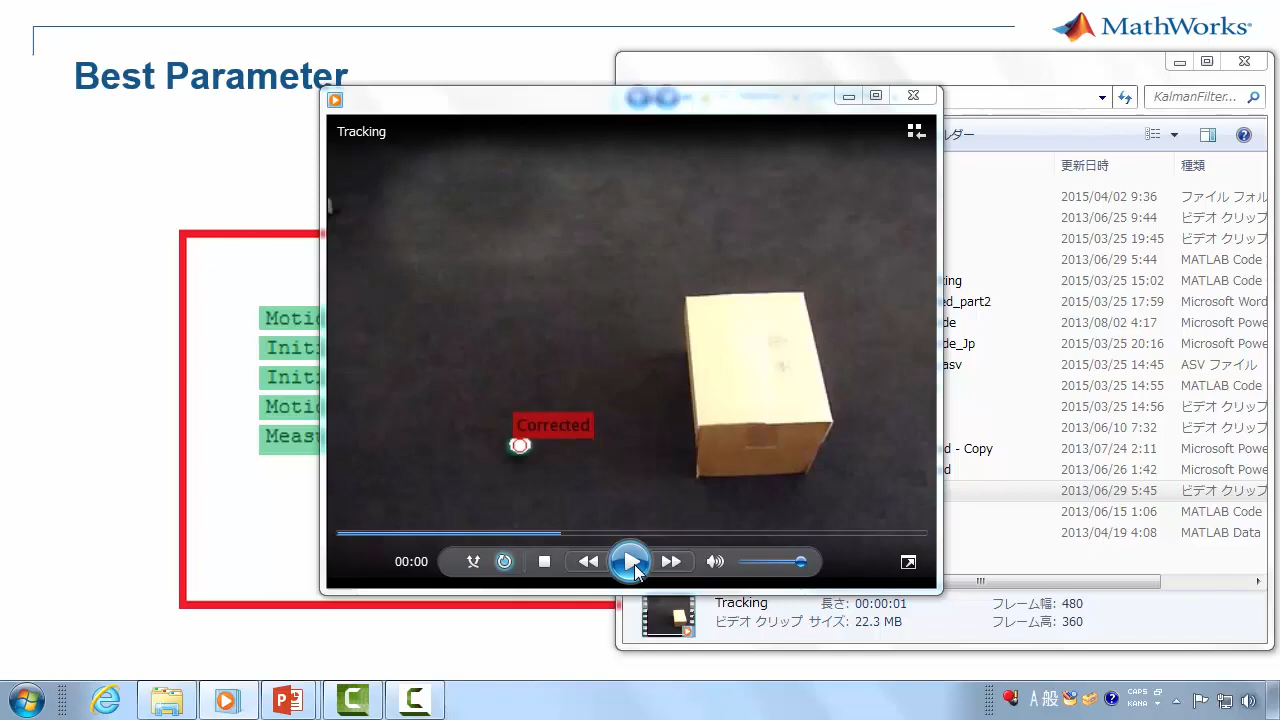 MathWorks®
Best Parameter
KalmanFilter...
Tracking
ルダー
更新日時 種類
2015/04/02 9:36 ファイル フォル
2013/06/25 9:44 ビデオ クリップ
2015/03/25 19:45 ビデオ クリップ
2013/06/29 5:44 MATLAB Code
king 2015/03/25 15:02 MATLAB Code
ed_part2 2015/03/25 17:59 Microsoft Word
de 2013/08/02 4:17 Microsoft Powe
de_Jp 2015/03/25 20:16 Microsoft Powe
asv 2015/03/25 14:45 ASV ファイル
2015/03/25 14:55 MATLAB Code
2015/03/25 14:56 ビデオ クリップ
2013/06/10 7:32 ビデオ クリップ
d - Copy 2013/07/24 2:11 Microsoft Powe
d 2013/06/26 1:42 Microsoft Powe
2013/06/29 5:45 ビデオ クリップ
2013/06/15 1:06 MATLAB Code
2013/04/19 4:08 MATLAB Data
Motio
Initi
Initi
Motio
Measu
Corrected
00:00
Tracking 長さ: 00:00:01 フレーム幅: 480
ビデオ クリップ サイズ: 22.3 MB フレーム高: 360
A 般 CAPS
KANA